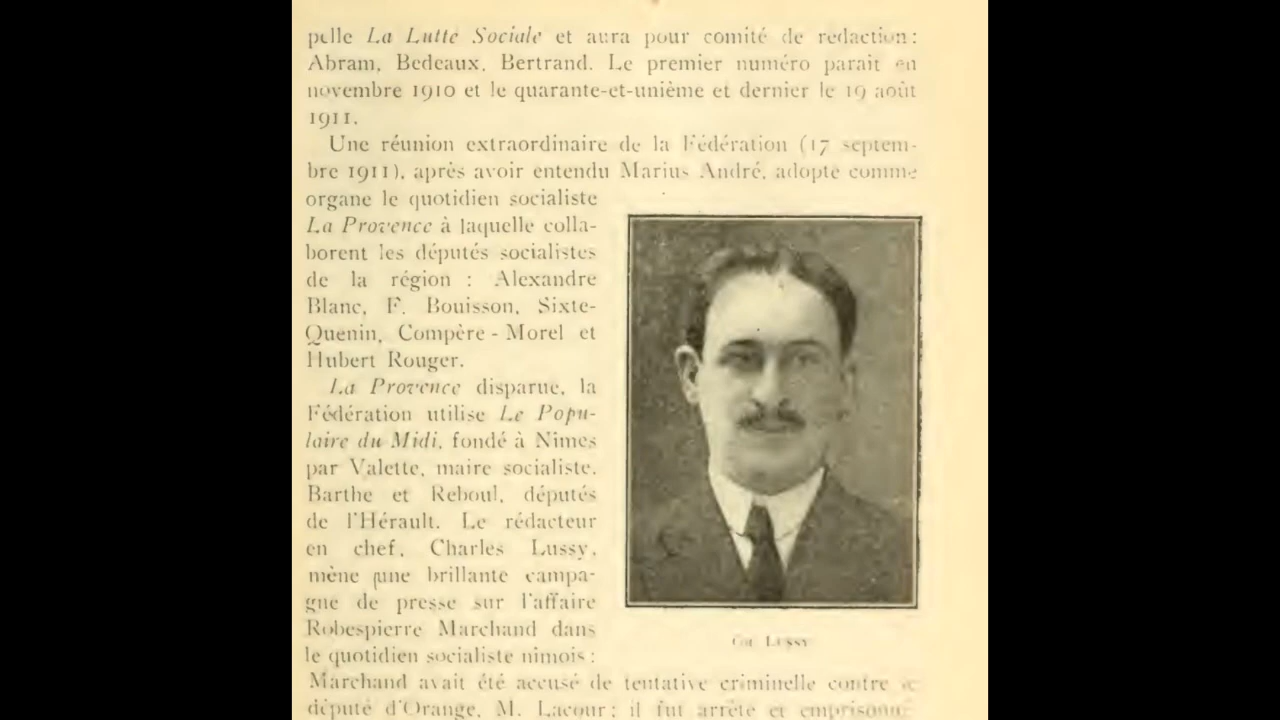 pelle La Lutte Sociale et aura pour comité de rédaction:
Abram, Bedeaux, Bertrand. Le premier numéro parait en
novembre 1910 et le quarante-et-unième et dernier le 19 août
1911.
Une réunion extraordinaire de la Fédération (17 septem-
bre 1911), après avoir entendu Marius André, adopte comme
organe le quotidien socialiste
La Provence à laquelle colla-
borent les députés socialistes
de la région : Alexandre
Blanc, F. Bouisson, Sixte-
Quenin, Compère-Morel et
Hubert Rouger.
La Provence disparue, la
Fédération utilise Le Popu-
laire du Midi, fondé à Nimes
par Valette, maire socialiste,
Barthe et Reboul, députés
de l'Hérault. Le rédacteur
en chef, Charles Lussy,
mène une brillante campa-
gne de presse sur l'affaire
Robespierre Marchand dans
le quotidien socialiste nimois :
Marchand avait été accusé de tentative criminelle contre
député d'Orange, M. Lacour; il fut arrêté et emprisonné
Ch. Lussy